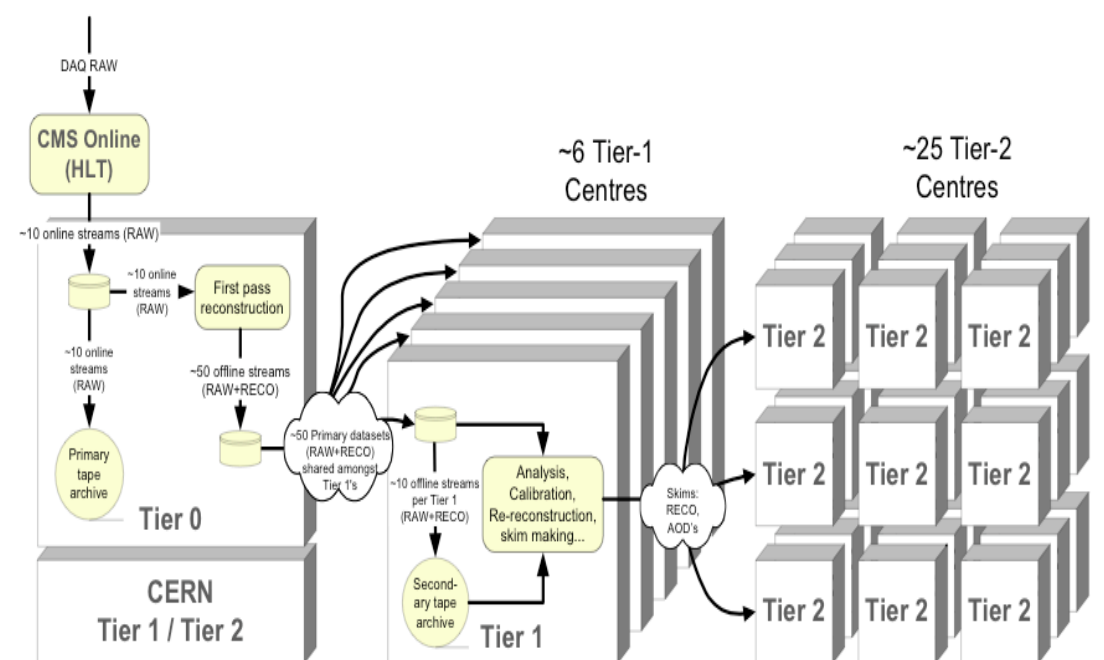 DAQ RAW
CMS Online
(HLT)
~10 online streams (RAW)
~10 online
streams
(RAW)
First pass
reconstruction
~10 online
streams
(RAW)
~50 offline streams
(RAW+RECO)
Primary
tape
archive
Tier 0
CERN
Tier 1 / Tier 2
~50 Primary datasets
(RAW+RECO)
shared amongst
Tier 1's
~6 Tier-1
Centres
~10 offline streams
per Tier 1
(RAW+RECO)
Analysis,
Calibration,
Re-reconstruction,
skim making...
Second-
ary tape
archive
Tier 1
Skims:
RECO,
AOD's
~25 Tier-2
Centres
Tier 2 Tier 2 Tier 2
Tier 2 Tier 2 Tier 2
Tier 2 Tier 2 Tier 2